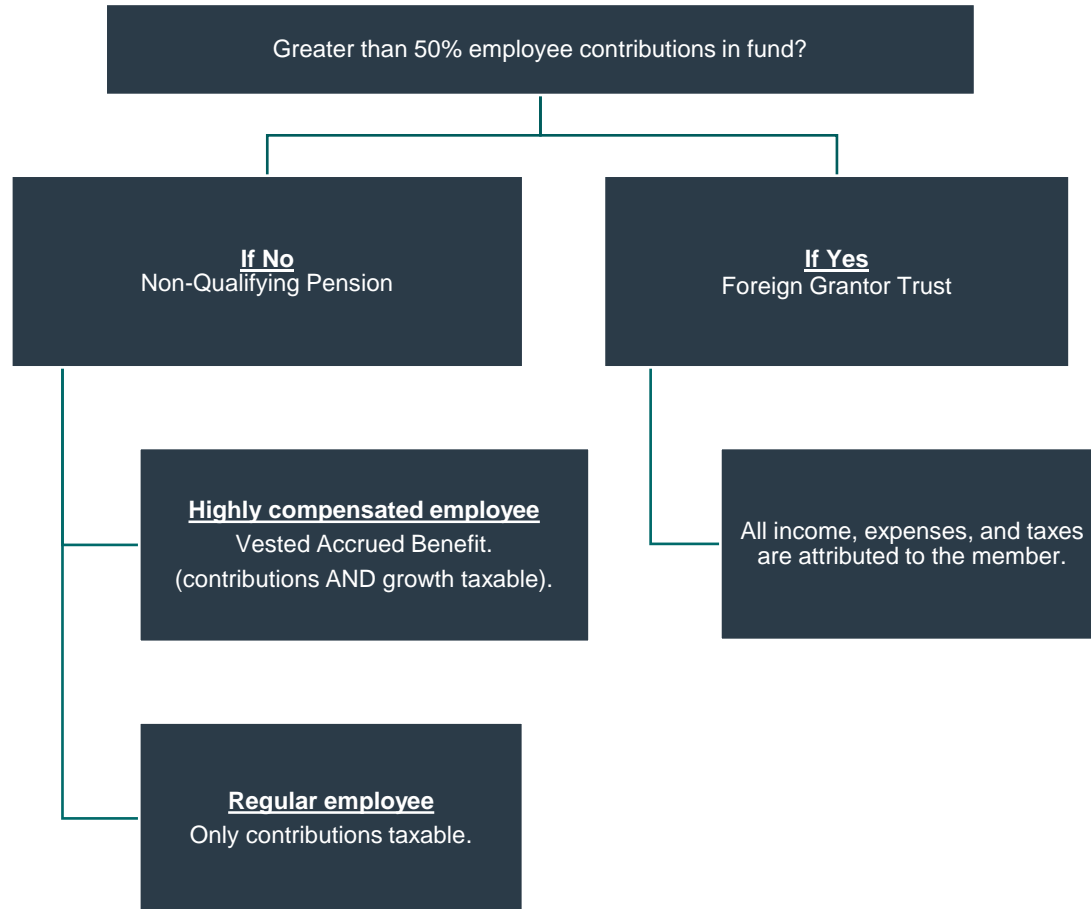 Greater than 50% employee contributions in fund?
If No
Non-Qualifying Pension
If Yes
Foreign Grantor Trust
Highly compensated employee
Vested Accrued Benefit.
(contributions AND growth taxable).
All income, expenses, and taxes
are attributed to the member.
Regular employee
Only contributions taxable.